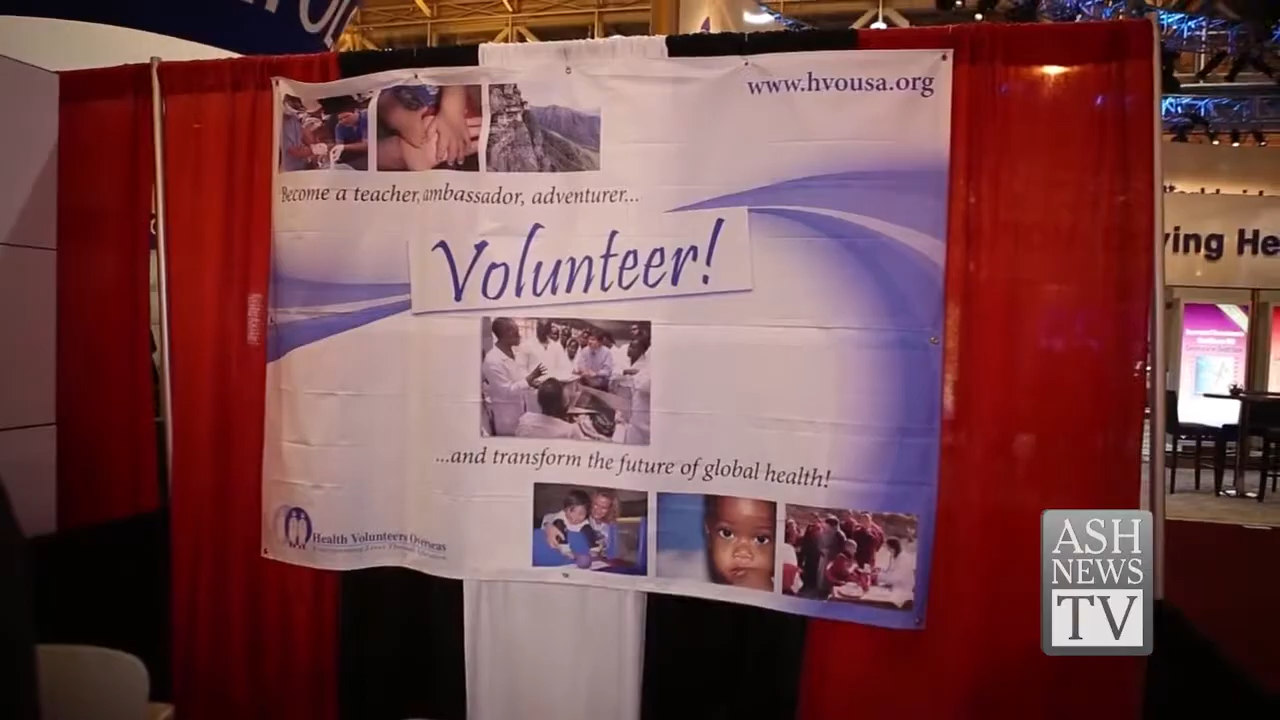 www.hvousa.org
Become a teacher, ambassador, adventurer...
Volunteer!
...and transform the future of global health!
Health Volunteers Overseas
ving He
ASH
NEWS
TV